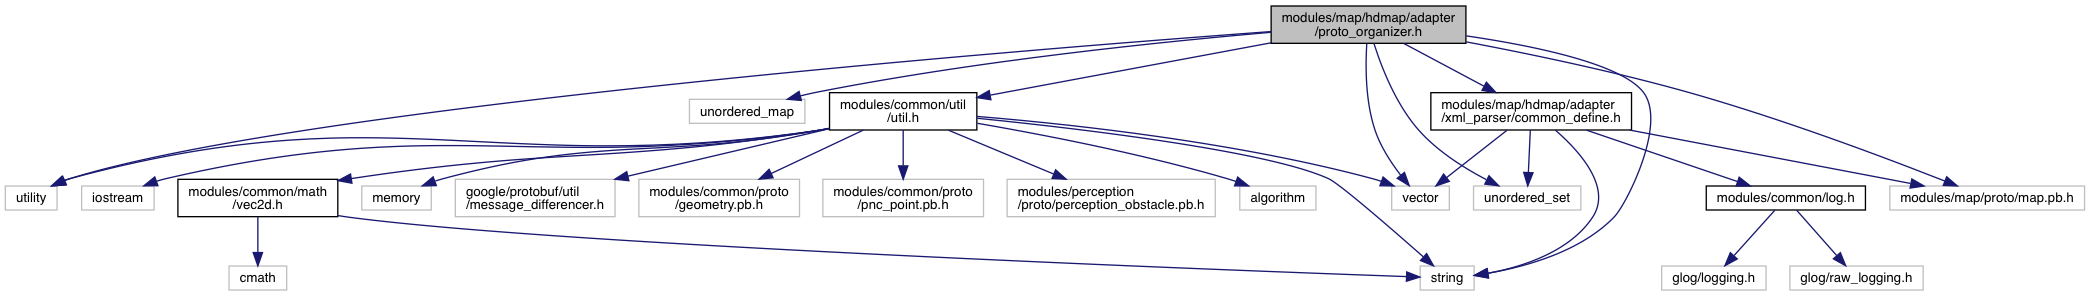 modules/map/hdmap/adapter
/proto_organizer.h
unordered_map
modules/common/util
/util.h
modules/map/hdmap/adapter
/xml_parser/common_define.h
utility
iostream
modules/common/math
/vec2d.h
memory
google/protobuf/util
/message_differencer.h
modules/common/proto
/geometry.pb.h
modules/common/proto
/pnc_point.pb.h
modules/perception
/proto/perception_obstacle.pb.h
algorithm
vector
unordered_set
modules/common/log.h
modules/map/proto/map.pb.h
cmath
string
glog/logging.h
glog/raw_logging.h